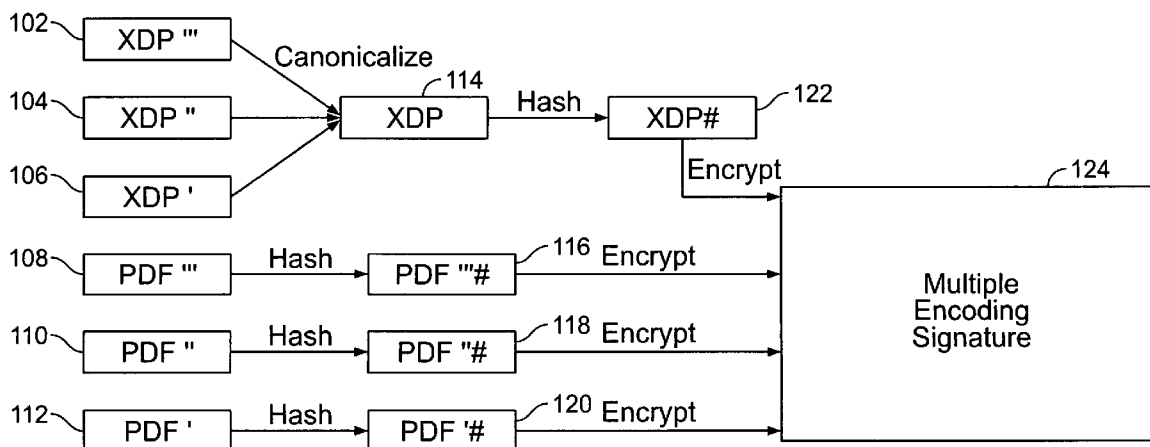 102
XDP '''
Canonicalize
104
XDP ''
114
XDP
Hash
122
XDP#
106
XDP '
Encrypt
124
108
PDF '''
Hash
116
PDF '''#
Encrypt
110
PDF ''
Hash
118
PDF ''#
Encrypt
112
PDF '
Hash
120
PDF '#
Encrypt
Multiple
Encoding
Signature